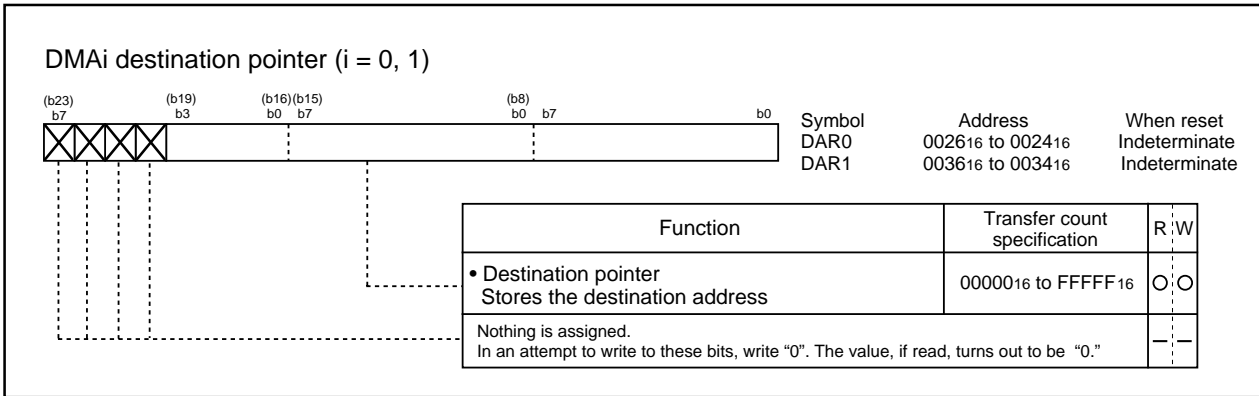 DMAi destination pointer (i = 0, 1)
(b23) (b19) (b16)(b15) (b8)
b7 b3 b0 b7 b0 b7 b0
Symbol Address When reset
DAR0 002616 to 002416 Indeterminate
DAR1 003616 to 003416 Indeterminate
Function Transfer count specification R W
• Destination pointer
Stores the destination address 0000016 to FFFFF16
Nothing is assigned.
In an attempt to write to these bits, write “0”. The value, if read, turns out to be “0.”